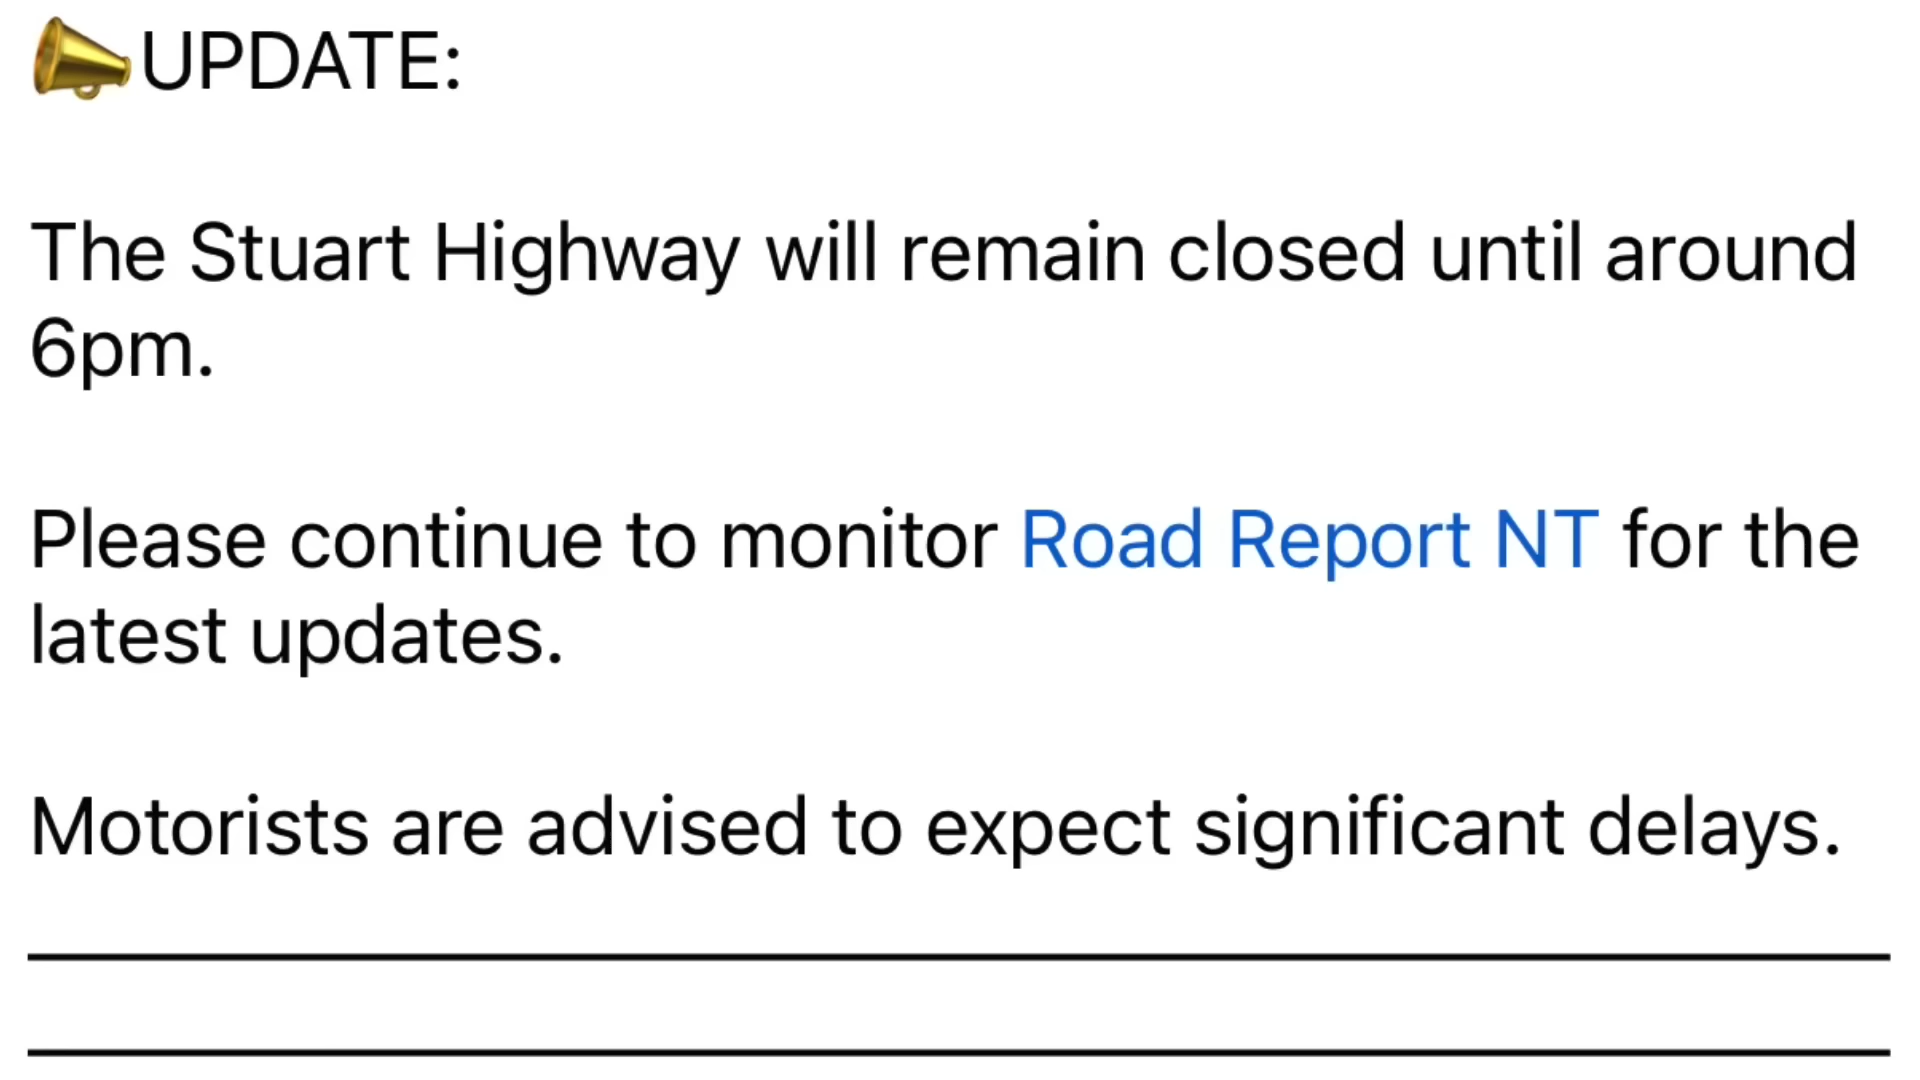 📣UPDATE:
The Stuart Highway will remain closed until around
6pm.
Please continue to monitor Road Report NT for the
latest updates.
Motorists are advised to expect significant delays.